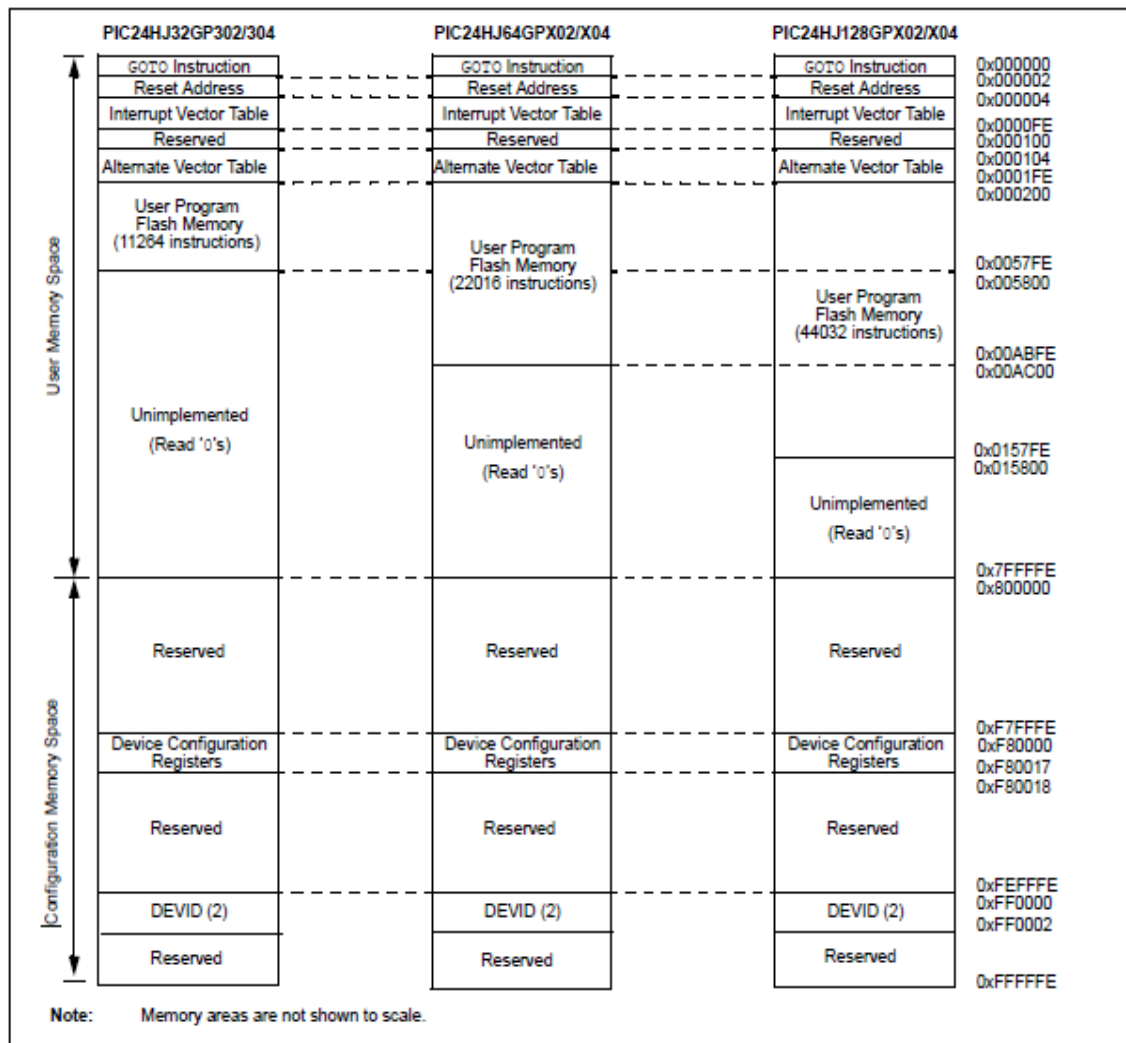 PIC24HJ32GP302/304
GOTO Instruction
Reset Address
Interrupt Vector Table
Reserved
Alternate Vector Table
User Program
Flash Memory
(11264 instructions)
Unimplemented
(Read '0's)
Reserved
Device Configuration
Registers
Reserved
DEVID (2)
Reserved
PIC24HJ64GPX02/X04
GOTO Instruction
Reset Address
Interrupt Vector Table
Reserved
Alternate Vector Table
User Program
Flash Memory
(22016 instructions)
Unimplemented
(Read '0's)
Reserved
Device Configuration
Registers
Reserved
DEVID (2)
Reserved
PIC24HJ128GPX02/X04
GOTO Instruction
Reset Address
Interrupt Vector Table
Reserved
Alternate Vector Table
User Program
Flash Memory
(44032 instructions)
Unimplemented
(Read '0's)
Reserved
Device Configuration
Registers
Reserved
DEVID (2)
Reserved
0x000000
0x000002
0x000004
0x0000FE
0x000100
0x000104
0x0001FE
0x000200
0x0057FE
0x005800
0x00ABFE
0x00AC00
0x0157FE
0x015800
0x7FFFFE
0x800000
0xF7FFFE
0xF80000
0xF80017
0xF80018
0xFEFFFE
0xFF0000
0xFF0002
0xFFFFFE
User Memory Space
Configuration Memory Space
Note: Memory areas are not shown to scale.